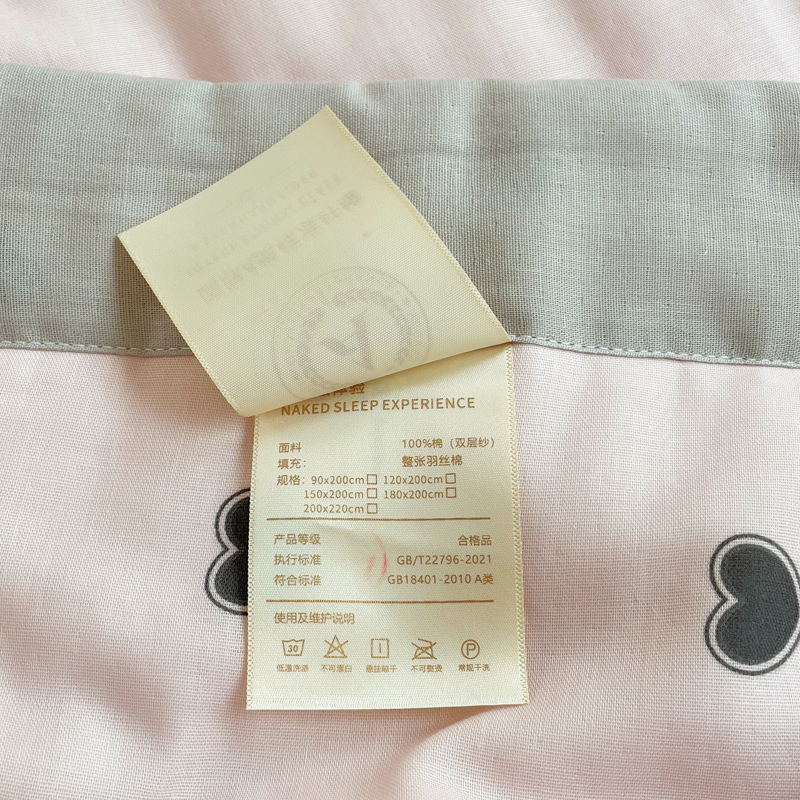 体验
NAKED SLEEP EXPERIENCE
面料 100%棉（双层纱）
填充： 整张羽丝棉
规格：90x200cm□ 120x200cm□
150x200cm□ 180x200cm□
200x220cm□
产品等级 合格品
执行标准 GB/T22796-2021
符合标准 GB18401-2010 A类
使用及维护说明
30
P
低温洗涤 不可漂白 悬挂晾干 不可熨烫 常规干洗